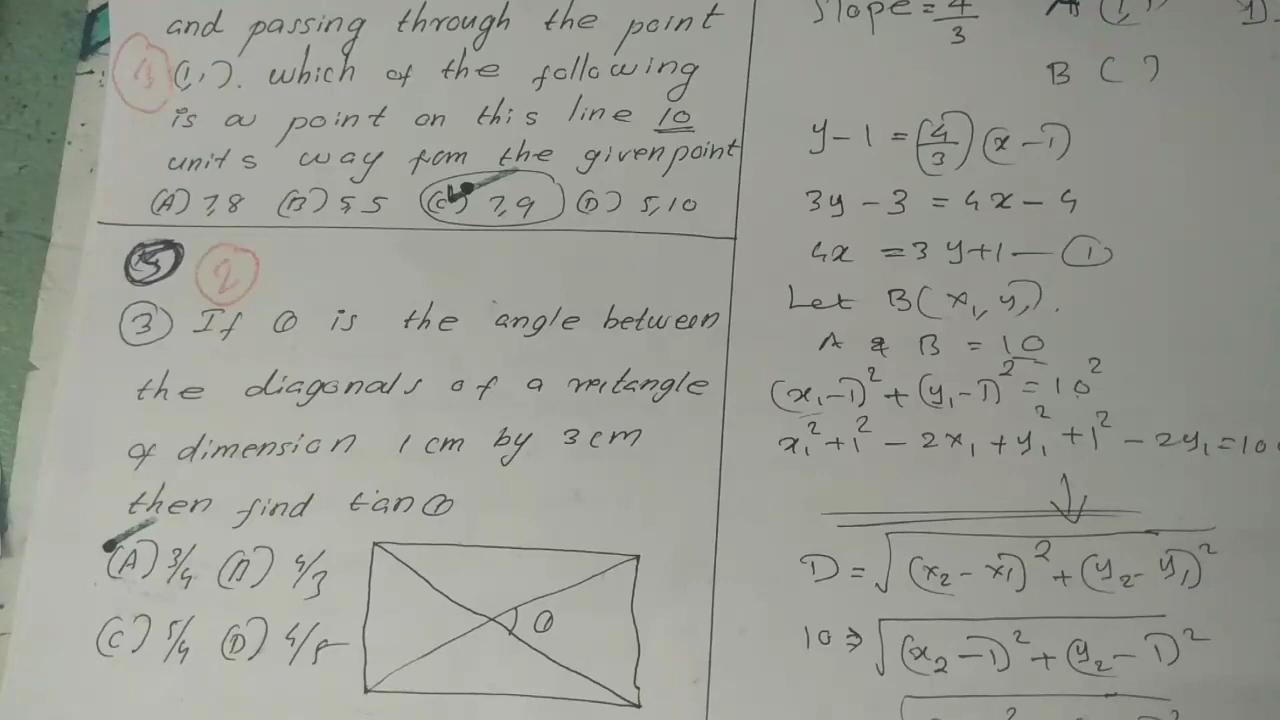 and passing through the point
4 (1,1). which of the following
is a point on this line 10
units way fom the given point
(A) 7,8 (B) 5,5 (C) 7,9 (D) 5,10
2
(3) If θ is the angle between
the diagonals of a rectangle
of dimension 1 cm by 3 cm
then find tan θ
(A) 3/4 (B) 4/3
(C) 5/4 (D) 4/5
θ
Slope = 4/3 A (1,1)
B ( )
y - 1 = (4/3) (x - 1)
3y - 3 = 4x - 4
4x = 3y+1 — (1)
Let B(x₁, y₁).
A & B = 10
(x₁-1)² + (y₁-1)² = 10²
x₁² + 1² - 2x₁ + y₁² + 1² - 2y₁ = 10
D = √(x₂ - x₁)² + (y₂ - y₁)²
10 ⇒ √(x₂ - 1)² + (y₂ - 1)²